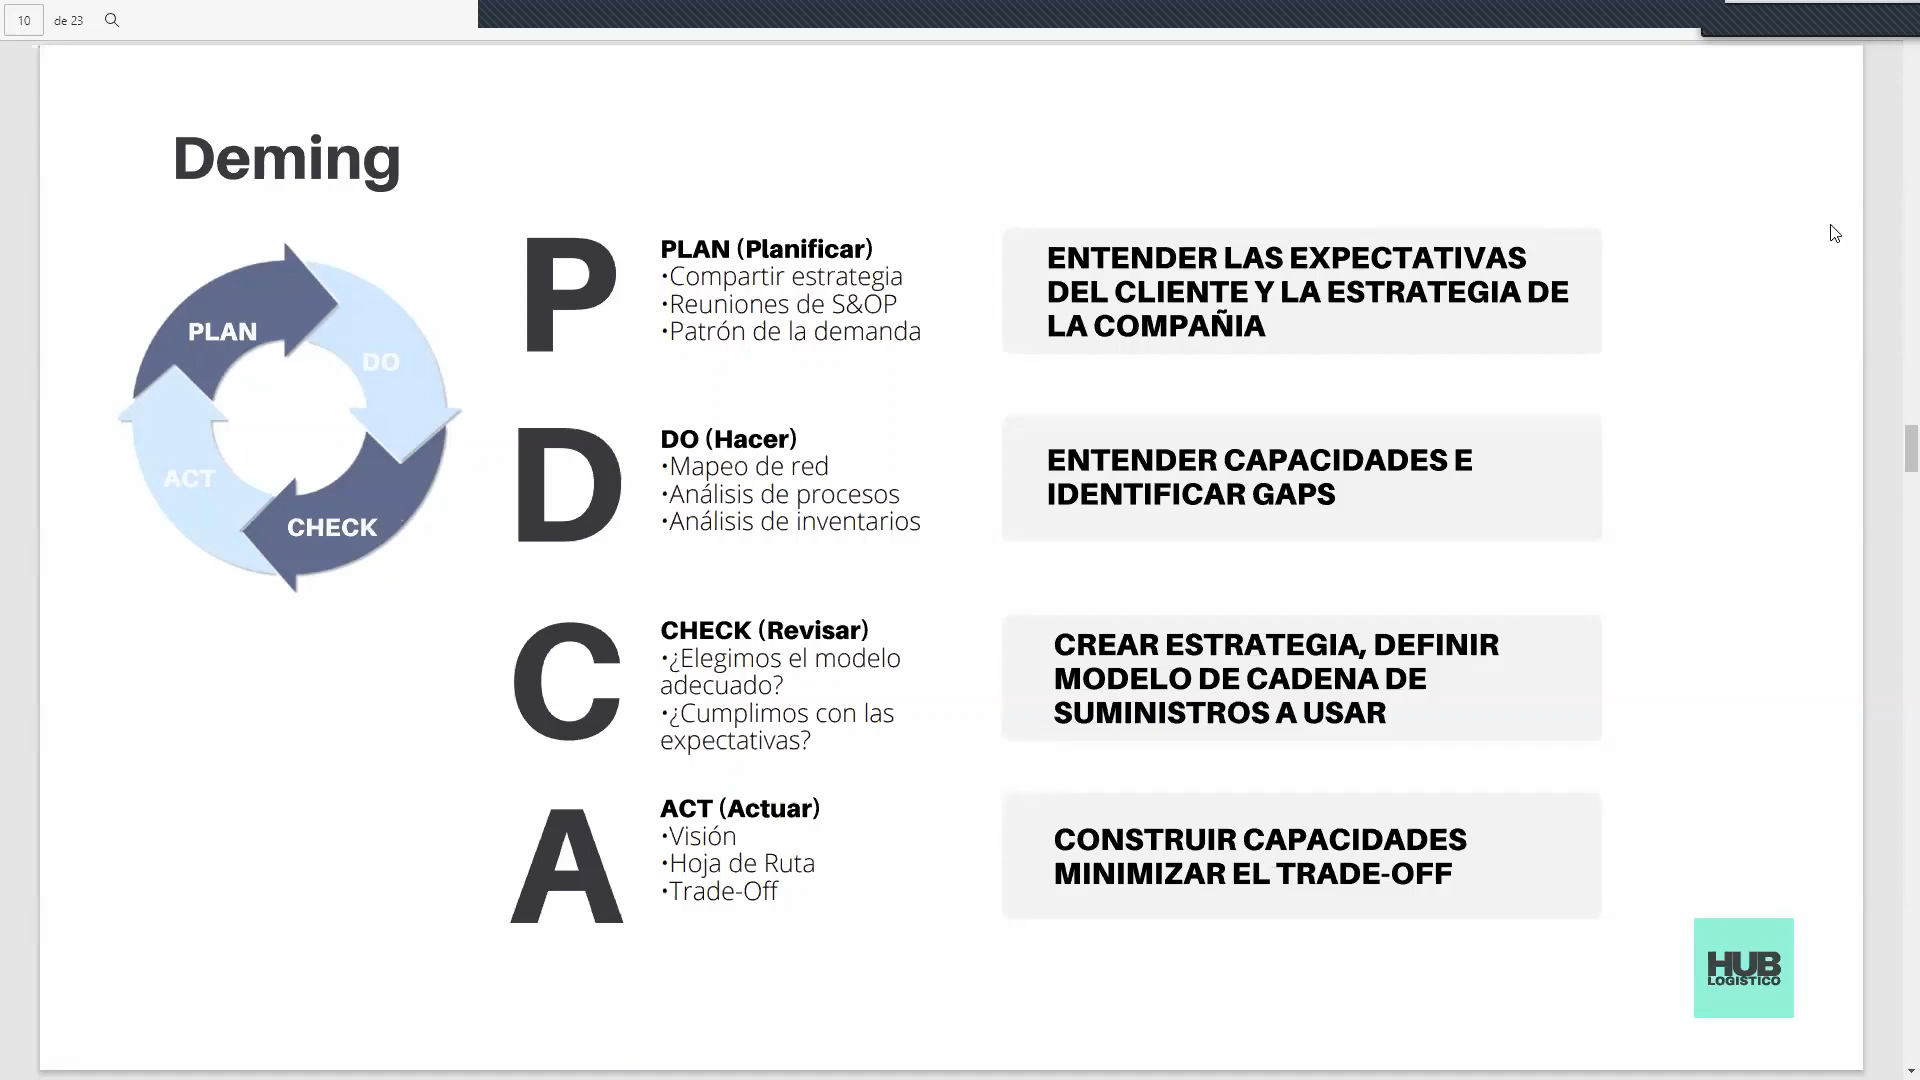 10 de 23
Deming
PLAN
DO
CHECK
ACT
P
PLAN (Planificar)
•Compartir estrategia
•Reuniones de S&OP
•Patrón de la demanda
ENTENDER LAS EXPECTATIVAS
DEL CLIENTE Y LA ESTRATEGIA DE
LA COMPAÑIA
D
DO (Hacer)
•Mapeo de red
•Análisis de procesos
•Análisis de inventarios
ENTENDER CAPACIDADES E
IDENTIFICAR GAPS
C
CHECK (Revisar)
•¿Elegimos el modelo
adecuado?
•¿Cumplimos con las
expectativas?
CREAR ESTRATEGIA, DEFINIR
MODELO DE CADENA DE
SUMINISTROS A USAR
A
ACT (Actuar)
•Visión
•Hoja de Ruta
•Trade-Off
CONSTRUIR CAPACIDADES
MINIMIZAR EL TRADE-OFF
HUB
LOGISTICO